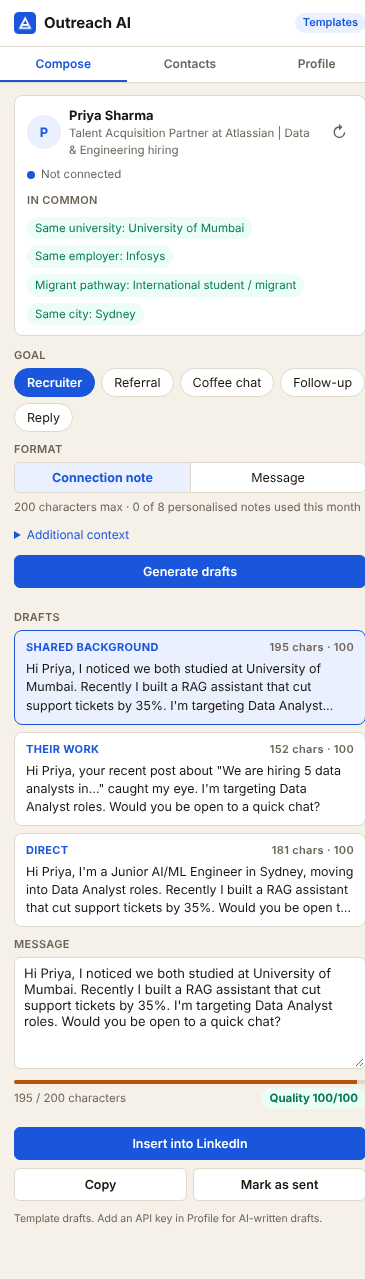 Outreach AI
Templates
Compose
Contacts
Profile
P
Priya Sharma
Talent Acquisition Partner at Atlassian | Data
& Engineering hiring
Not connected
IN COMMON
Same university: University of Mumbai
Same employer: Infosys
Migrant pathway: International student / migrant
Same city: Sydney
GOAL
Recruiter
Referral
Coffee chat
Follow-up
Reply
FORMAT
Connection note
Message
200 characters max · 0 of 8 personalised notes used this month
Additional context
Generate drafts
DRAFTS
SHARED BACKGROUND
195 chars · 100
Hi Priya, I noticed we both studied at University of
Mumbai. Recently I built a RAG assistant that cut
support tickets by 35%. I'm targeting Data Analyst...
THEIR WORK
152 chars · 100
Hi Priya, your recent post about "We are hiring 5 data
analysts in..." caught my eye. I'm targeting Data
Analyst roles. Would you be open to a quick chat?
DIRECT
181 chars · 100
Hi Priya, I'm a Junior AI/ML Engineer in Sydney, moving
into Data Analyst roles. Recently I built a RAG assistant
that cut support tickets by 35%. Would you be open t...
MESSAGE
Hi Priya, I noticed we both studied at University of
Mumbai. Recently I built a RAG assistant that cut
support tickets by 35%. I'm targeting Data Analyst
roles. Would you be open to a quick chat?
195 / 200 characters
Quality 100/100
Insert into LinkedIn
Copy
Mark as sent
Template drafts. Add an API key in Profile for AI-written drafts.